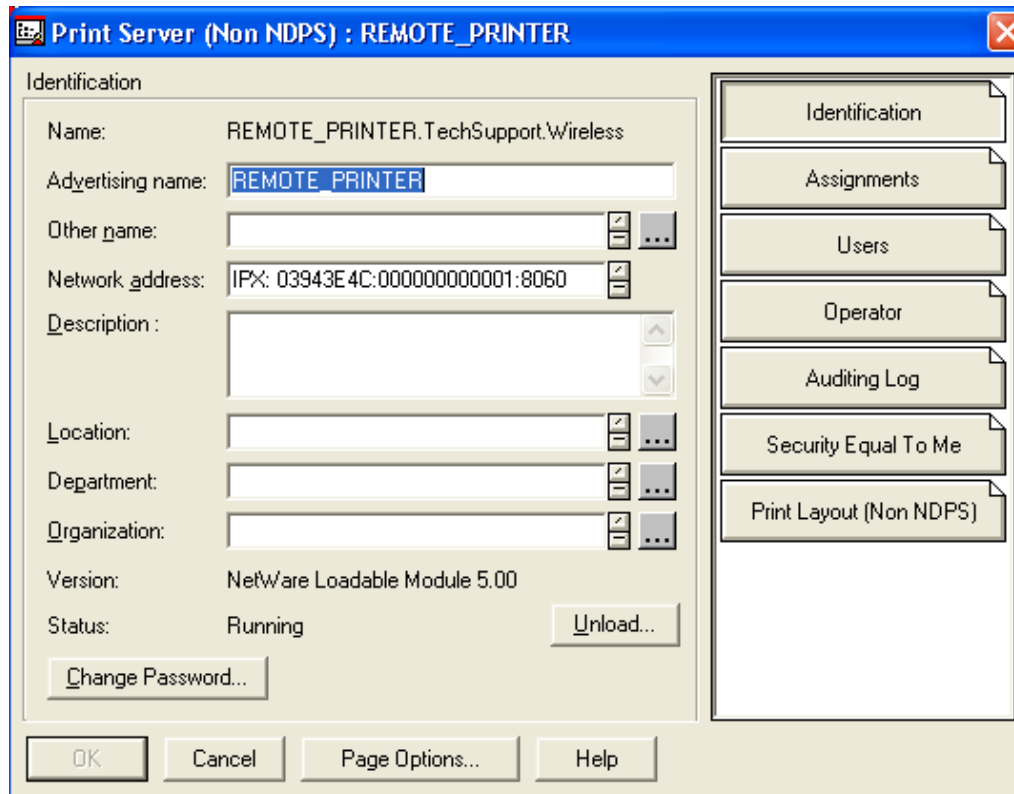 Print Server (Non NDPS) : REMOTE_PRINTER
Identification
Name: REMOTE_PRINTER.TechSupport.Wireless
Advertising name: REMOTE_PRINTER
Other name:
...
Network address: IPX: 03943E4C:000000000001:8060
Description :
Location:
...
Department:
...
Organization:
...
Version: NetWare Loadable Module 5.00
Status: Running
Unload...
Change Password...
OK
Cancel
Page Options...
Help
Identification
Assignments
Users
Operator
Auditing Log
Security Equal To Me
Print Layout (Non NDPS)